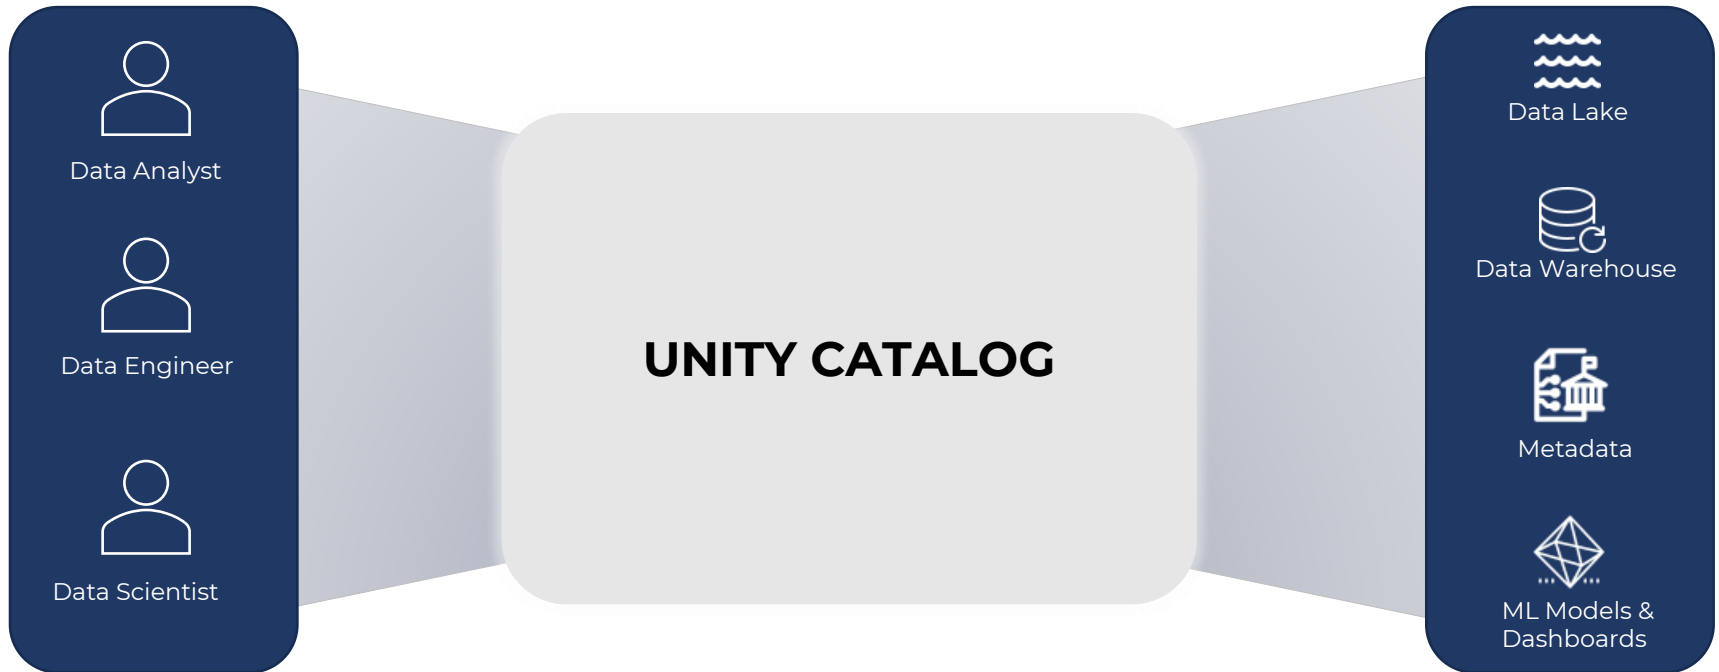 Data Analyst
Data Engineer
Data Scientist
UNITY CATALOG
Data Lake
Data Warehouse
Metadata
ML Models &
Dashboards